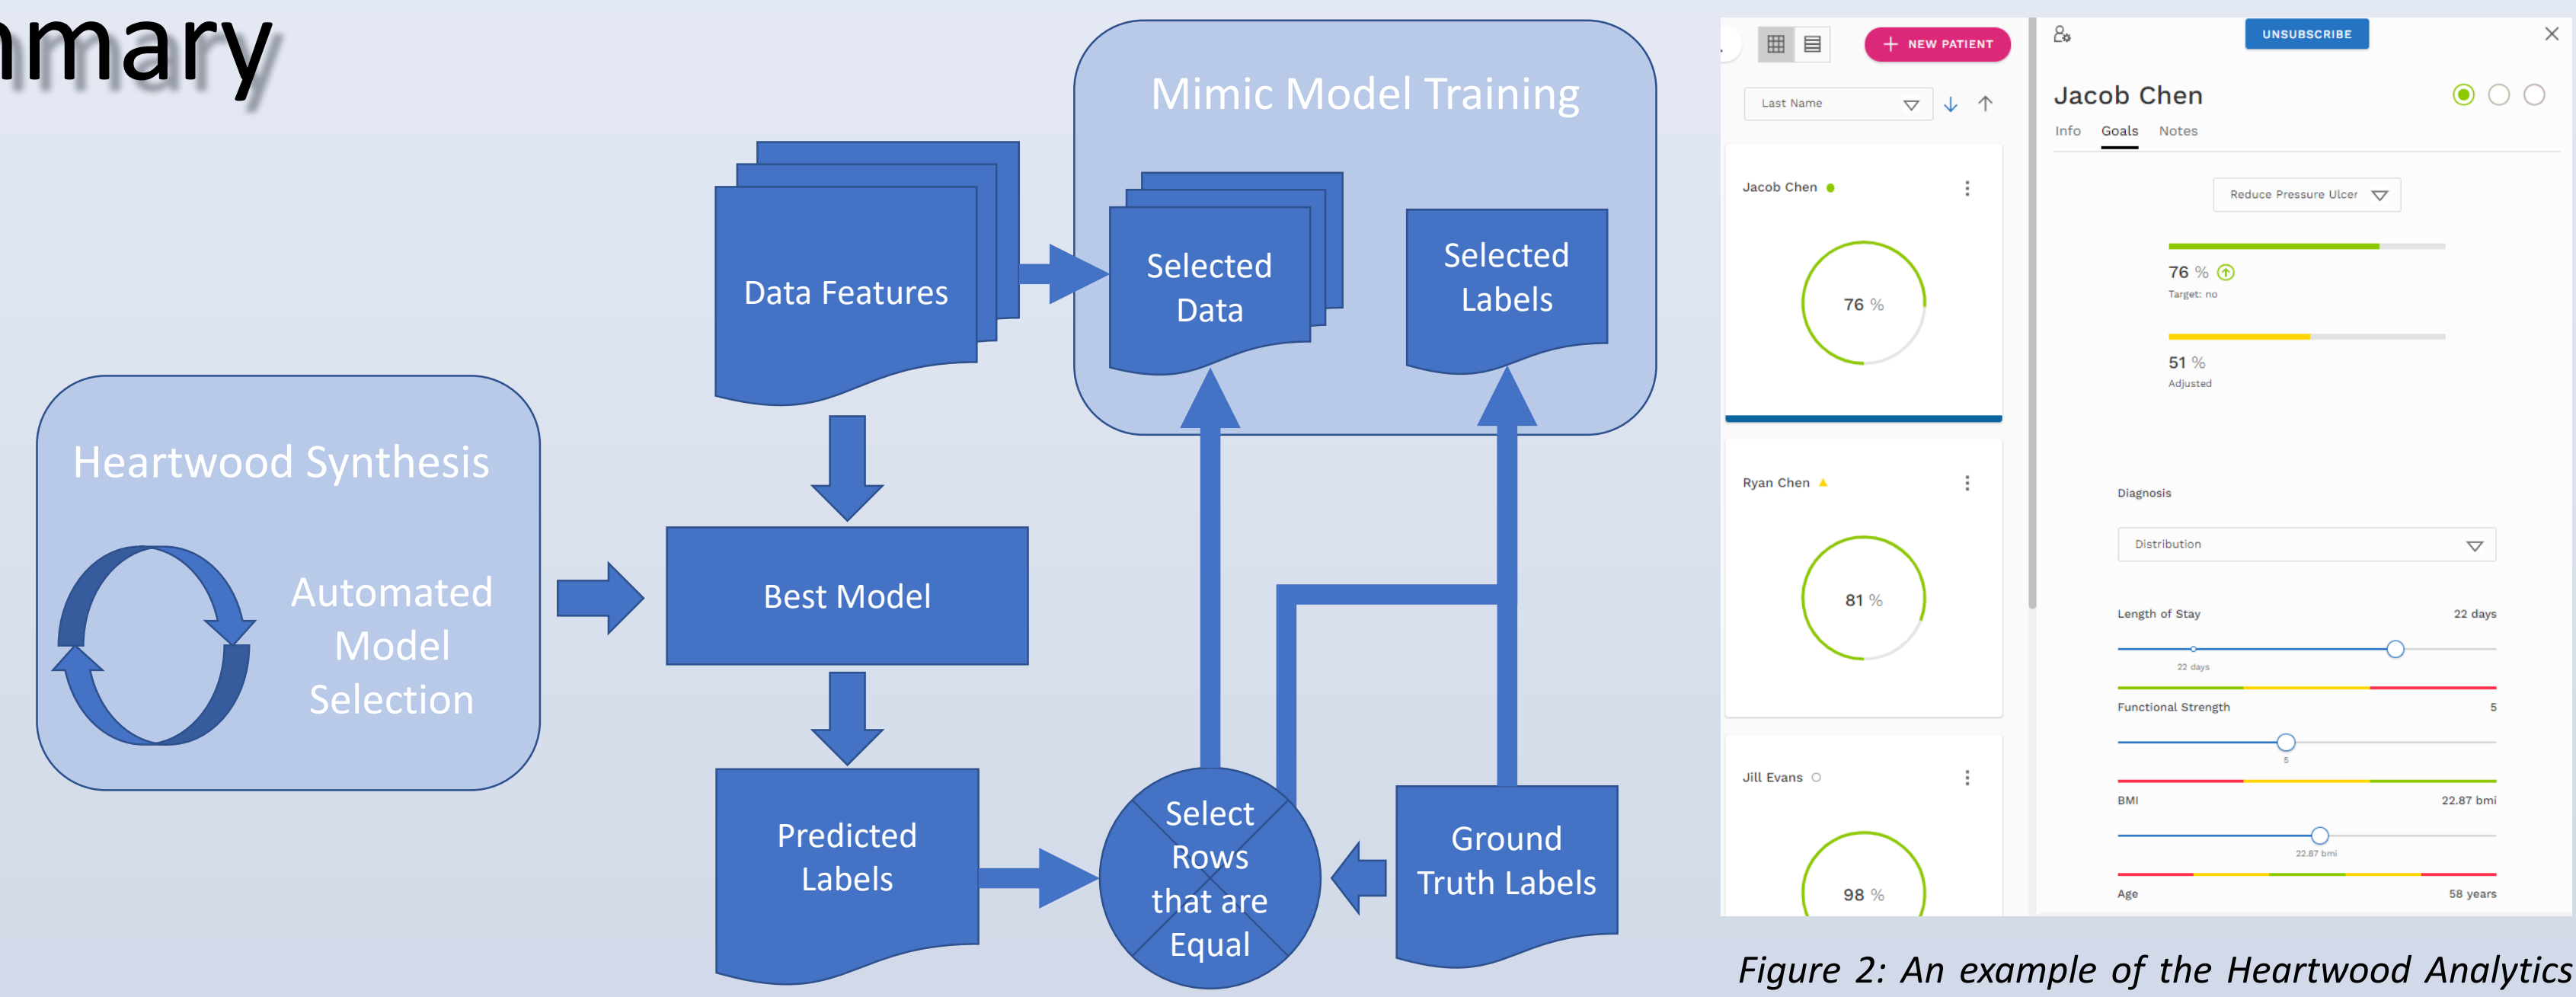 mmary
Mimic Model Training
Data Features
Selected
Data
Selected
Labels
Heartwood Synthesis
Automated
Model
Selection
Best Model
Predicted
Labels
Select
Rows
that are
Equal
Ground
Truth Labels
+ NEW PATIENT
Last Name
Jacob Chen
76 %
Ryan Chen
81 %
Jill Evans
98 %
UNSUBSCRIBE
Jacob Chen
Info Goals Notes
Reduce Pressure Ulcer
76 %
Target: no
51 %
Adjusted
Diagnosis
Distribution
Length of Stay 22 days
22 days
Functional Strength 5
5
BMI 22.87 bmi
22.87 bmi
Age 58 years
Figure 2: An example of the Heartwood Analytics